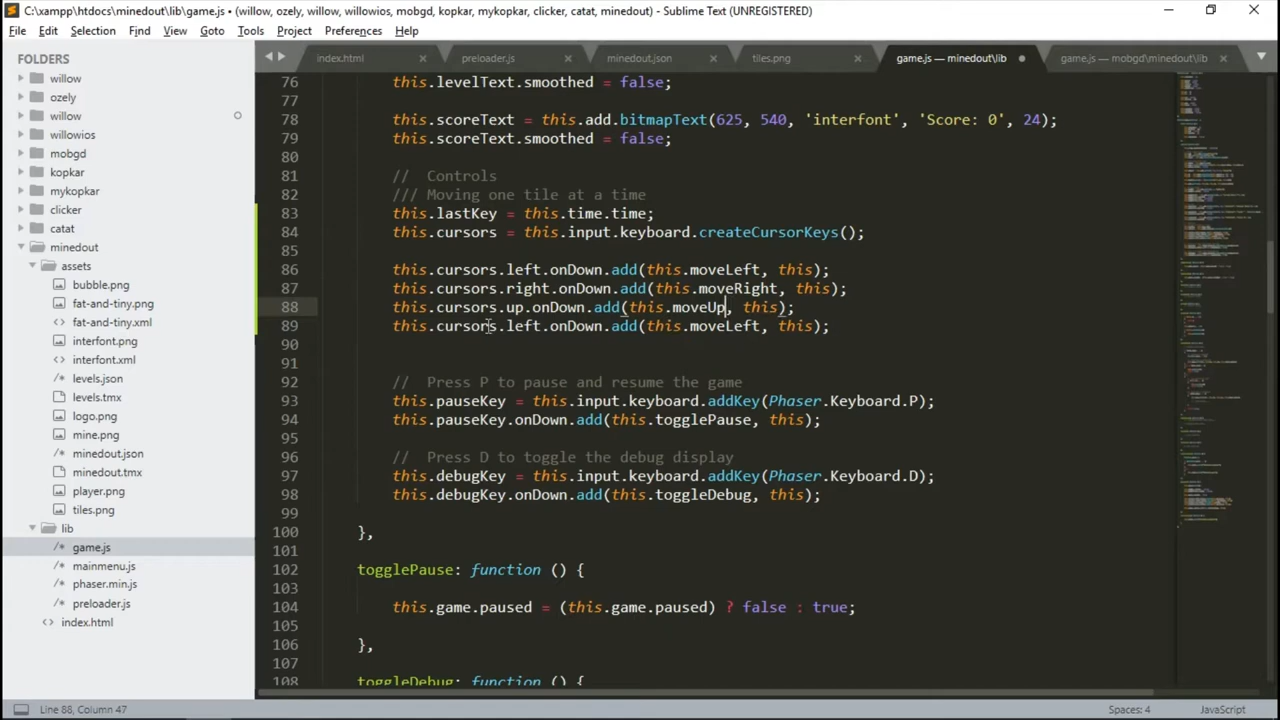 C:\xampp\htdocs\minedout\lib\game.js • (willow, ozely, willow, willowios, mobgd, kopkar, mykopkar, clicker, catat, minedout) - Sublime Text (UNREGISTERED)
File Edit Selection Find View Goto Tools Project Preferences Help
FOLDERS
willow
ozely
willow
willowios
mobgd
kopkar
mykopkar
clicker
catat
minedout
assets
bubble.png
fat-and-tiny.png
fat-and-tiny.xml
interfont.png
interfont.xml
levels.json
levels.tmx
logo.png
mine.png
minedout.json
minedout.tmx
player.png
tiles.png
lib
game.js
mainmenu.js
phaser.min.js
preloader.js
index.html
index.html preloader.js minedout.json tiles.png game.js — minedout\lib game.js — mobgd\minedout\lib
76 this.levelText.smoothed = false;
77
78 this.scoreText = this.add.bitmapText(625, 540, 'interfont', 'Score: 0', 24);
79 this.scoreText.smoothed = false;
80
81 // Controls
82 /// Moving a tile at a time
83 this.lastKey = this.time.time;
84 this.cursors = this.input.keyboard.createCursorKeys();
85
86 this.cursors.left.onDown.add(this.moveLeft, this);
87 this.cursors.right.onDown.add(this.moveRight, this);
88 this.cursors.up.onDown.add(this.moveUp, this);
89 this.cursors.left.onDown.add(this.moveLeft, this);
90
91
92 // Press P to pause and resume the game
93 this.pauseKey = this.input.keyboard.addKey(Phaser.Keyboard.P);
94 this.pauseKey.onDown.add(this.togglePause, this);
95
96 // Press D to toggle the debug display
97 this.debugKey = this.input.keyboard.addKey(Phaser.Keyboard.D);
98 this.debugKey.onDown.add(this.toggleDebug, this);
99
100 },
101
102 togglePause: function () {
103
104 this.game.paused = (this.game.paused) ? false : true;
105
106 },
107
108 toggleDebug: function () {
Line 88, Column 47 Spaces: 4 JavaScript